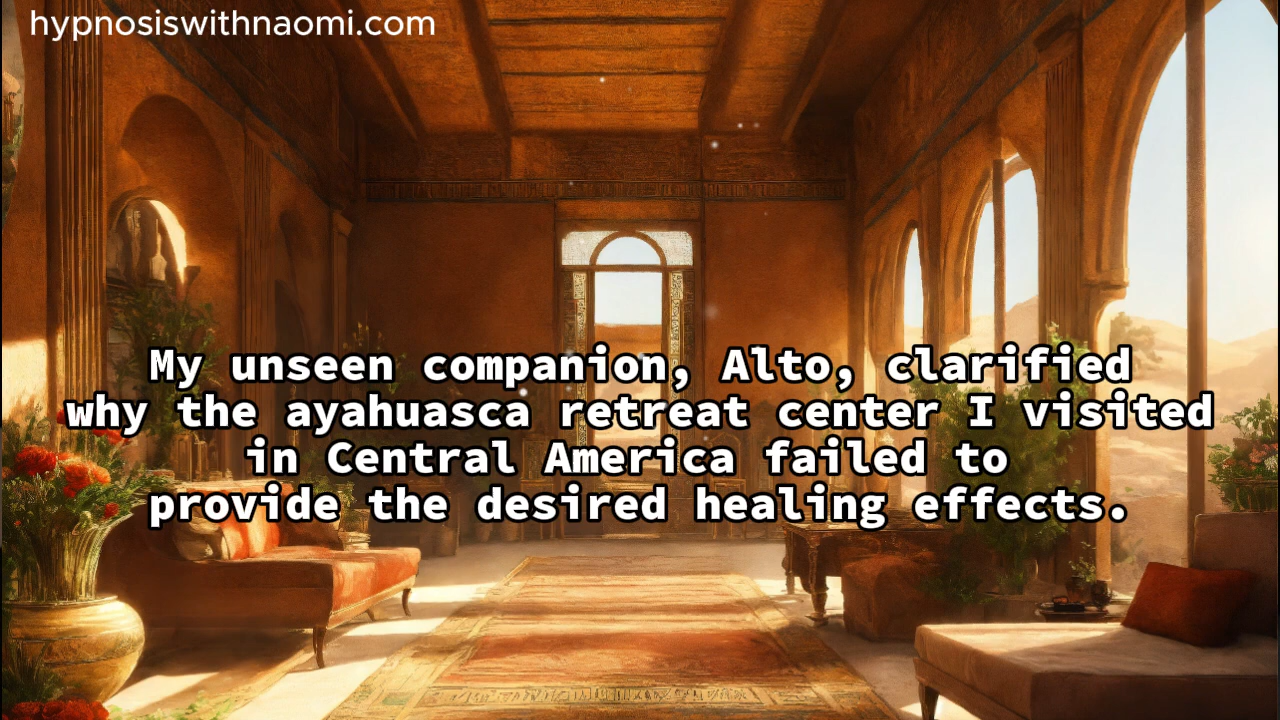 hypnosiswithnaomi.com
My unseen companion, Alto, clarified
why the ayahuasca retreat center I visited
in Central America failed to
provide the desired healing effects.